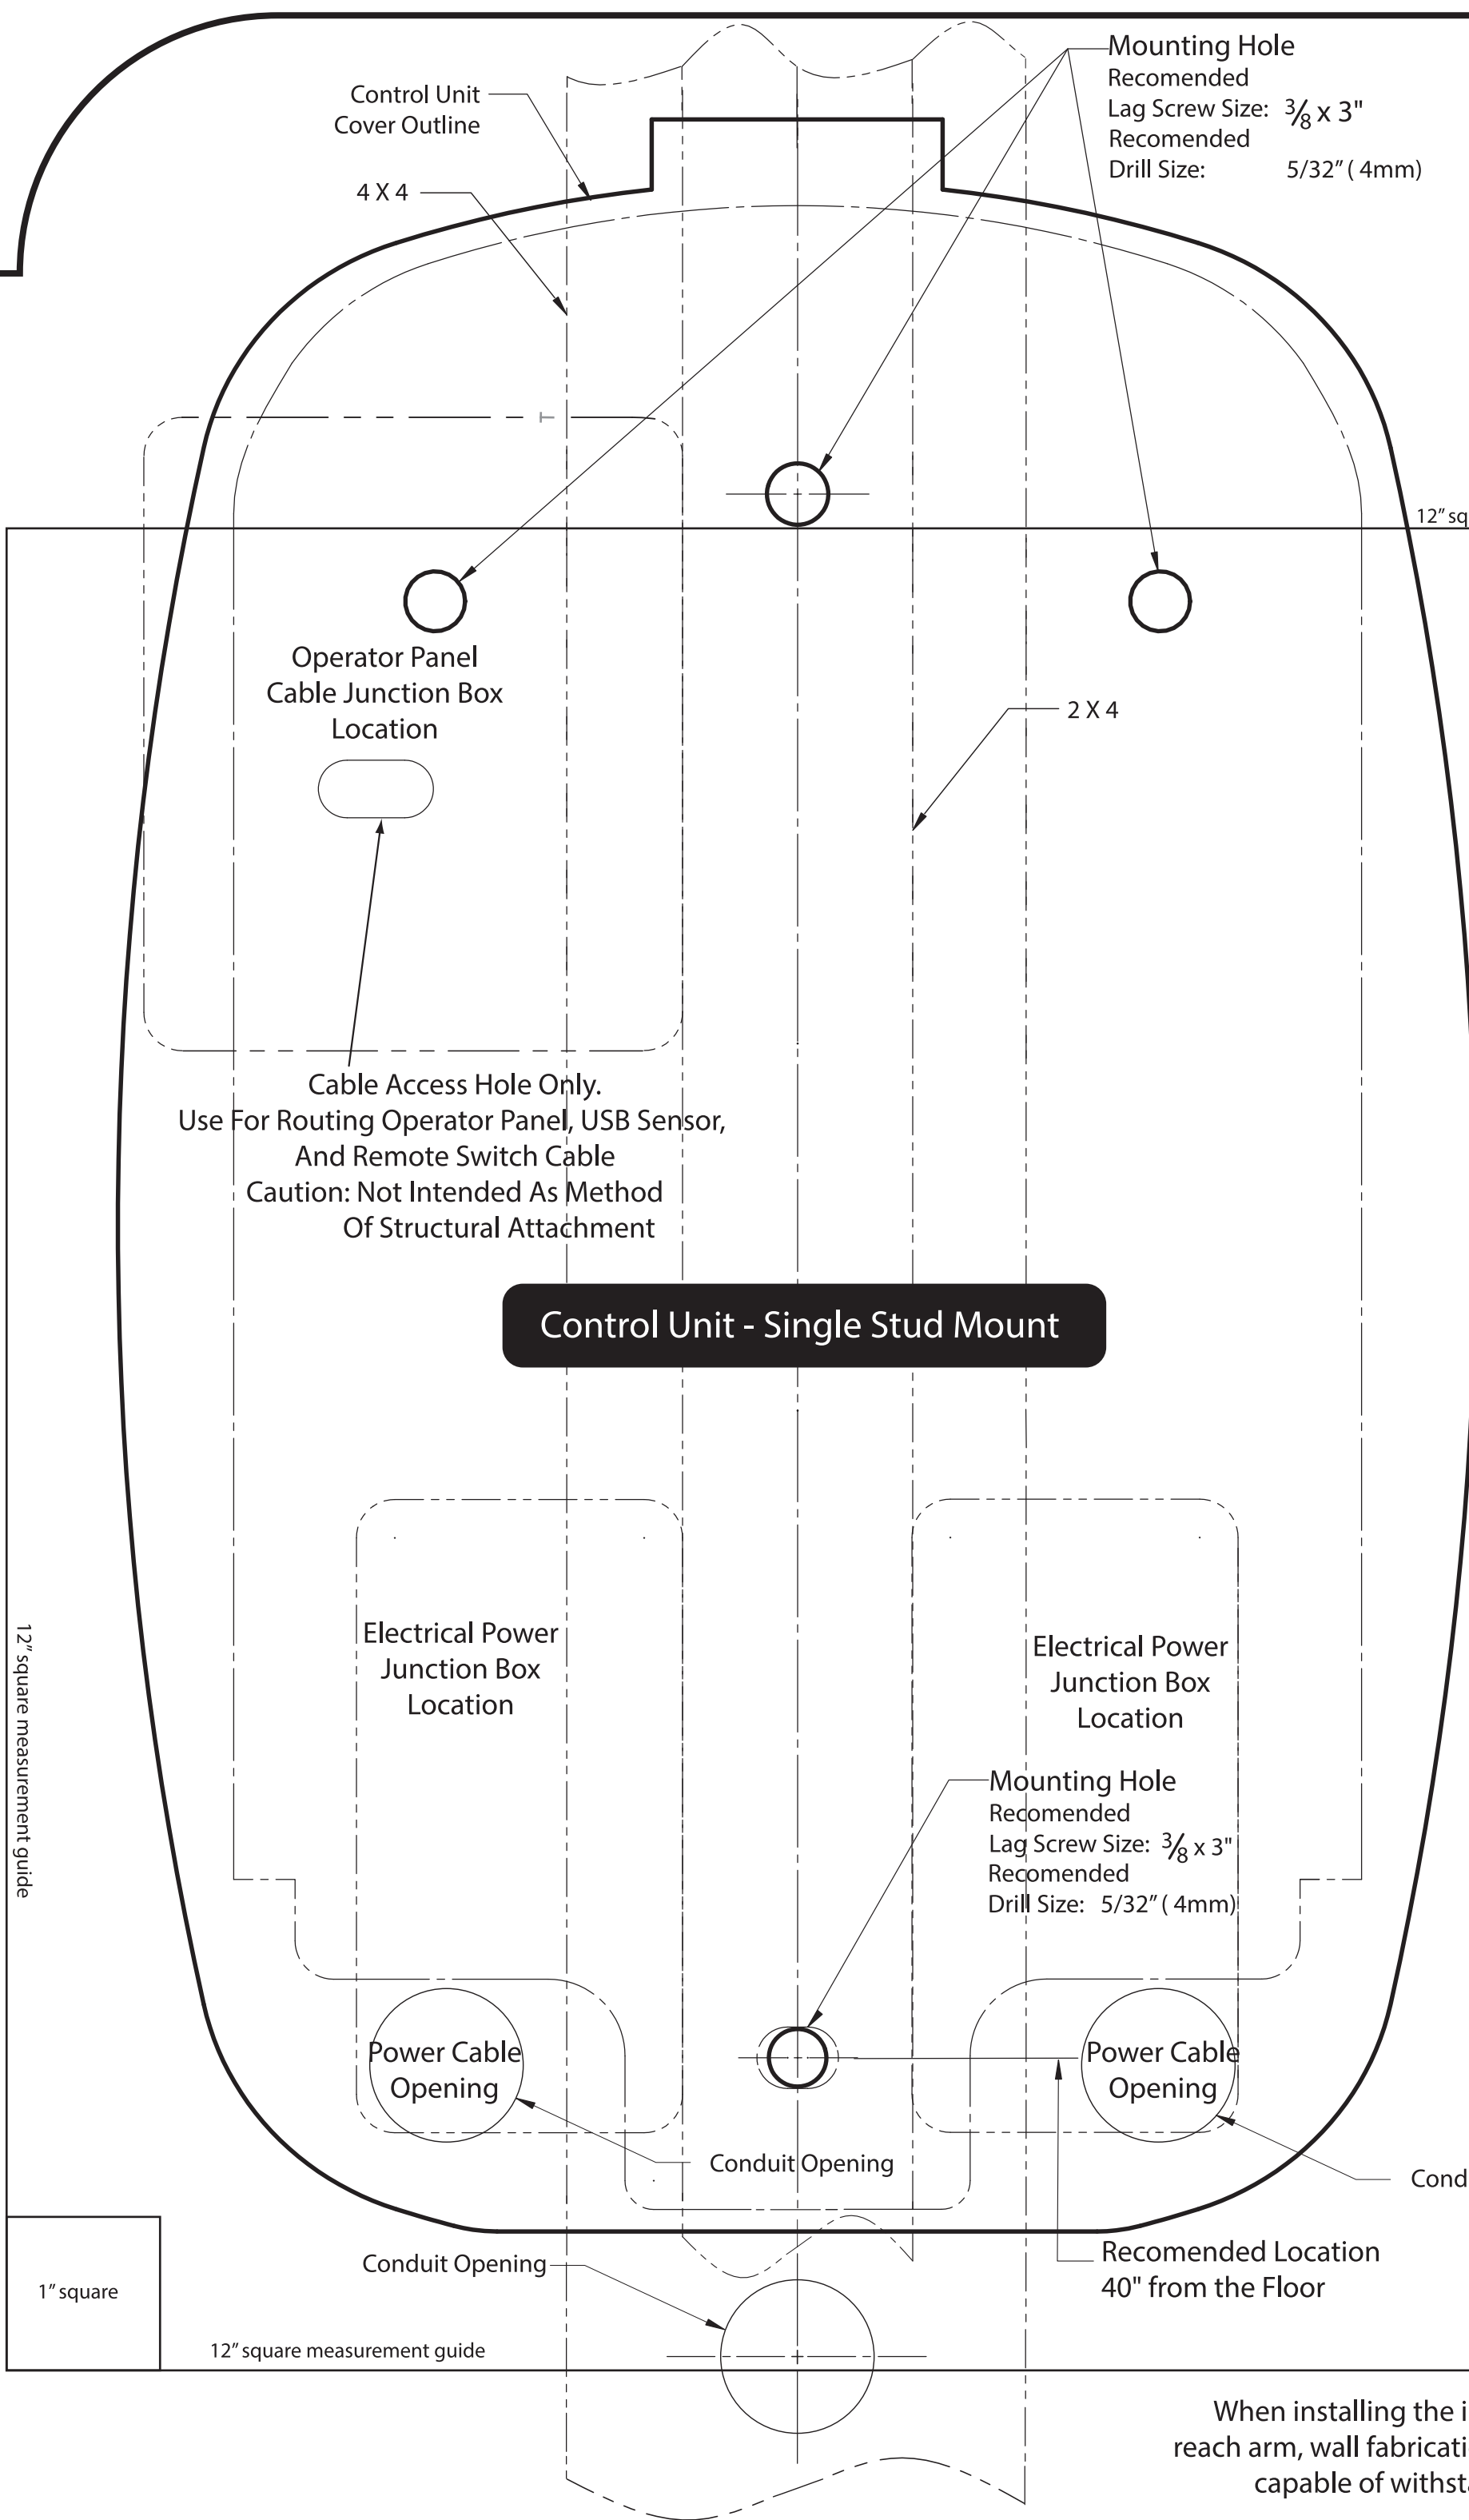 Mounting Hole
Recomended
Lag Screw Size: 3/8 x 3"
Recomended
Drill Size: 5/32" ( 4mm)
Control Unit
Cover Outline
4 X 4
12" sq
Operator Panel
Cable Junction Box
Location
2 X 4
Cable Access Hole Only.
Use For Routing Operator Panel, USB Sensor,
And Remote Switch Cable
Caution: Not Intended As Method
Of Structural Attachment
Control Unit - Single Stud Mount
12" square measurement guide
Electrical Power
Junction Box
Location
Electrical Power
Junction Box
Location
Mounting Hole
Recomended
Lag Screw Size: 3/8 x 3"
Recomended
Drill Size: 5/32" ( 4mm)
Power Cable
Opening
Power Cable
Opening
Conduit Opening
Cond
Conduit Opening
Recomended Location
40" from the Floor
1" square
12" square measurement guide
When installing the i
reach arm, wall fabricati
capable of withsta